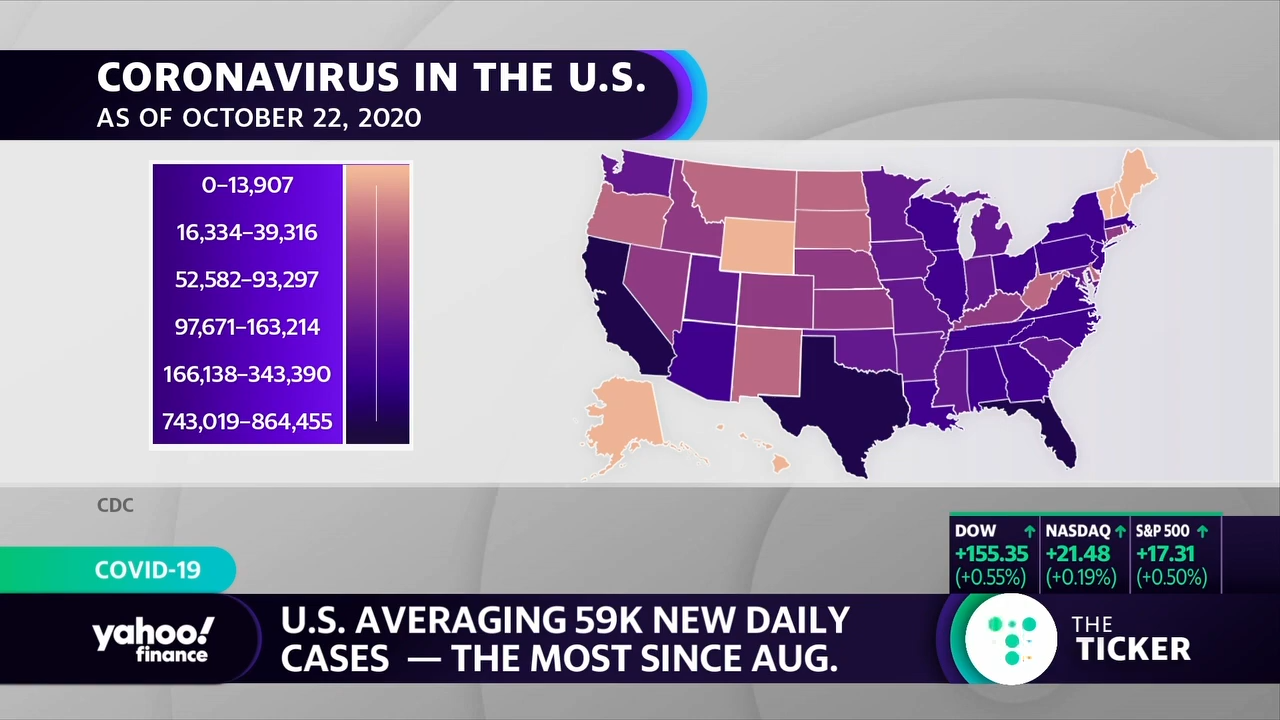 CORONAVIRUS IN THE U.S.
AS OF OCTOBER 22, 2020
0–13,907
16,334–39,316
52,582–93,297
97,671–163,214
166,138–343,390
743,019–864,455
CDC
DOW
+155.35
(+0.55%)
NASDAQ
+21.48
(+0.19%)
S&P 500
+17.31
(+0.50%)
COVID-19
yahoo!
finance
U.S. AVERAGING 59K NEW DAILY
CASES — THE MOST SINCE AUG.
THE
TICKER